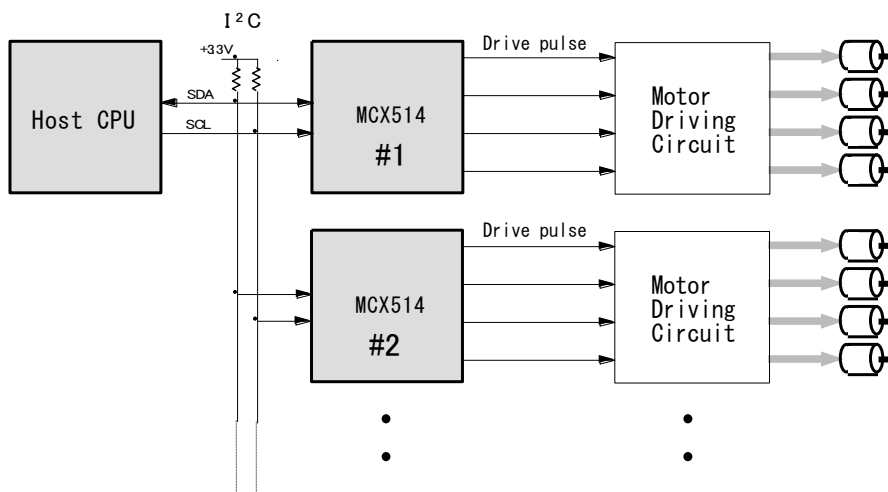 I²C
+3.3V
Drive pulse
SDA
SCL
Host CPU
MCX514
#1
Motor
Driving
Circuit
Drive pulse
MCX514
#2
Motor
Driving
Circuit